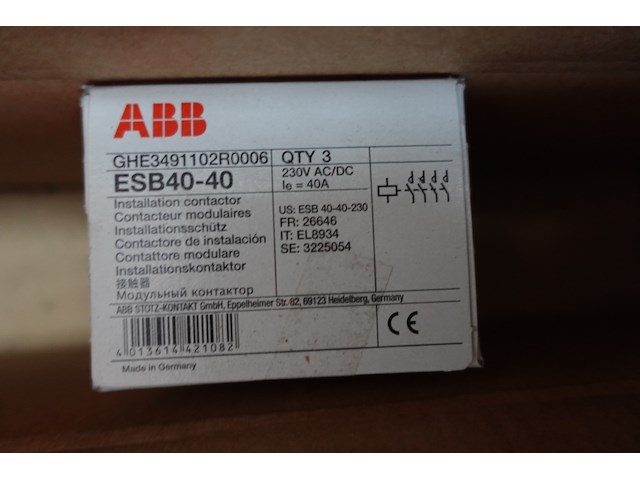 ABB
GHE3491102R0006 QTY 3
ESB40-40 230V AC/DC
Ie = 40A
Installation contactor
Contacteur modulaires
Installationsschütz
Contactore de instalación
Contattore modulare
Installationskontaktor
接触器
Модульный контактор
US: ESB 40-40-230
FR: 26646
IT: EL8934
SE: 3225054
ABB STOTZ-KONTAKT GmbH, Eppelheimer Str. 82, 69123 Heidelberg, Germany
4 013614 421082
CE
Made in Germany